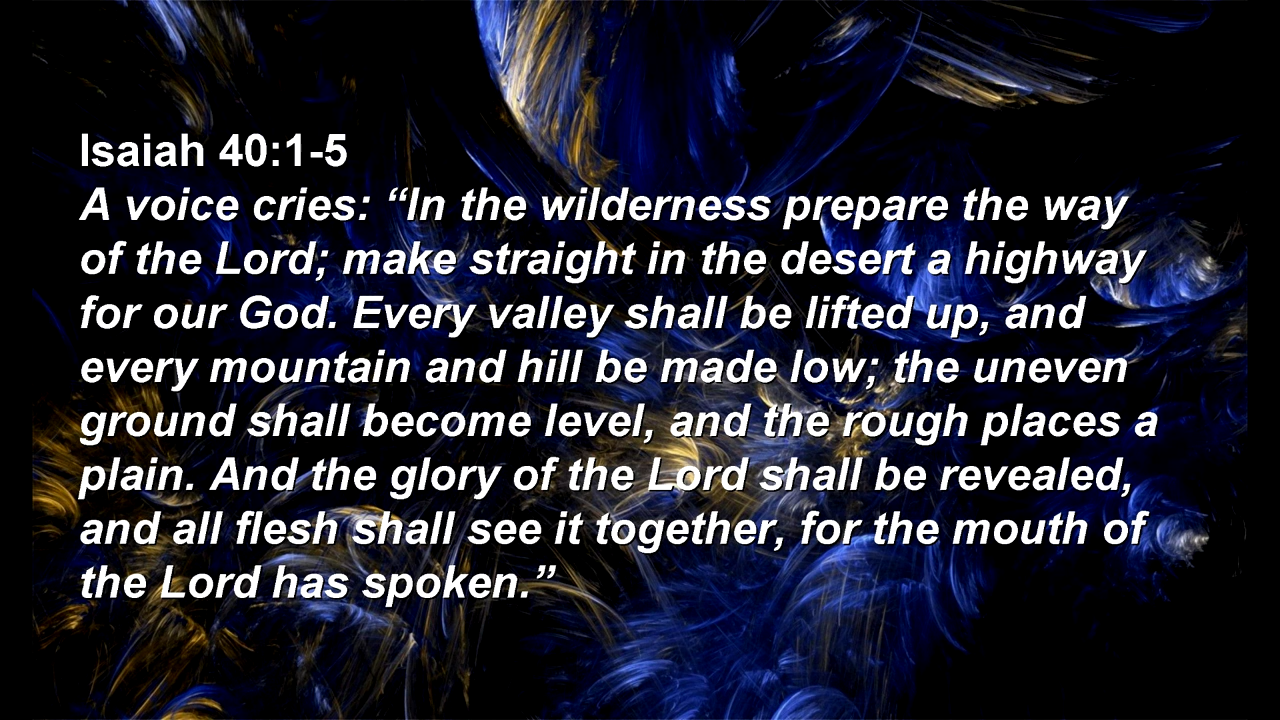 Isaiah 40:1-5
A voice cries: “In the wilderness prepare the way
of the Lord; make straight in the desert a highway
for our God. Every valley shall be lifted up, and
every mountain and hill be made low; the uneven
ground shall become level, and the rough places a
plain. And the glory of the Lord shall be revealed,
and all flesh shall see it together, for the mouth of
the Lord has spoken.”